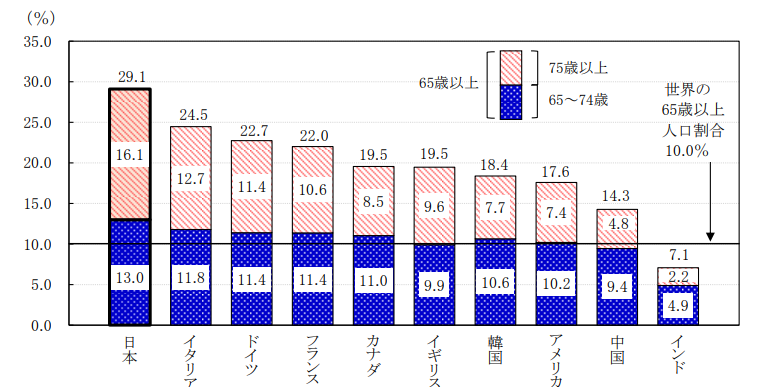 (%)
35.0
30.0
25.0
20.0
15.0
10.0
5.0
0.0
29.1
24.5
22.7
22.0
19.5
19.5
18.4
17.6
14.3
7.1
16.1
12.7
11.4
10.6
8.5
9.6
7.7
7.4
4.8
2.2
13.0
11.8
11.4
11.4
11.0
9.9
10.6
10.2
9.4
4.9
65歳以上
75歳以上
65～74歳
世界の
65歳以上
人口割合
10.0%
日本
イタリア
ドイツ
フランス
カナダ
イギリス
韓国
アメリカ
中国
インド